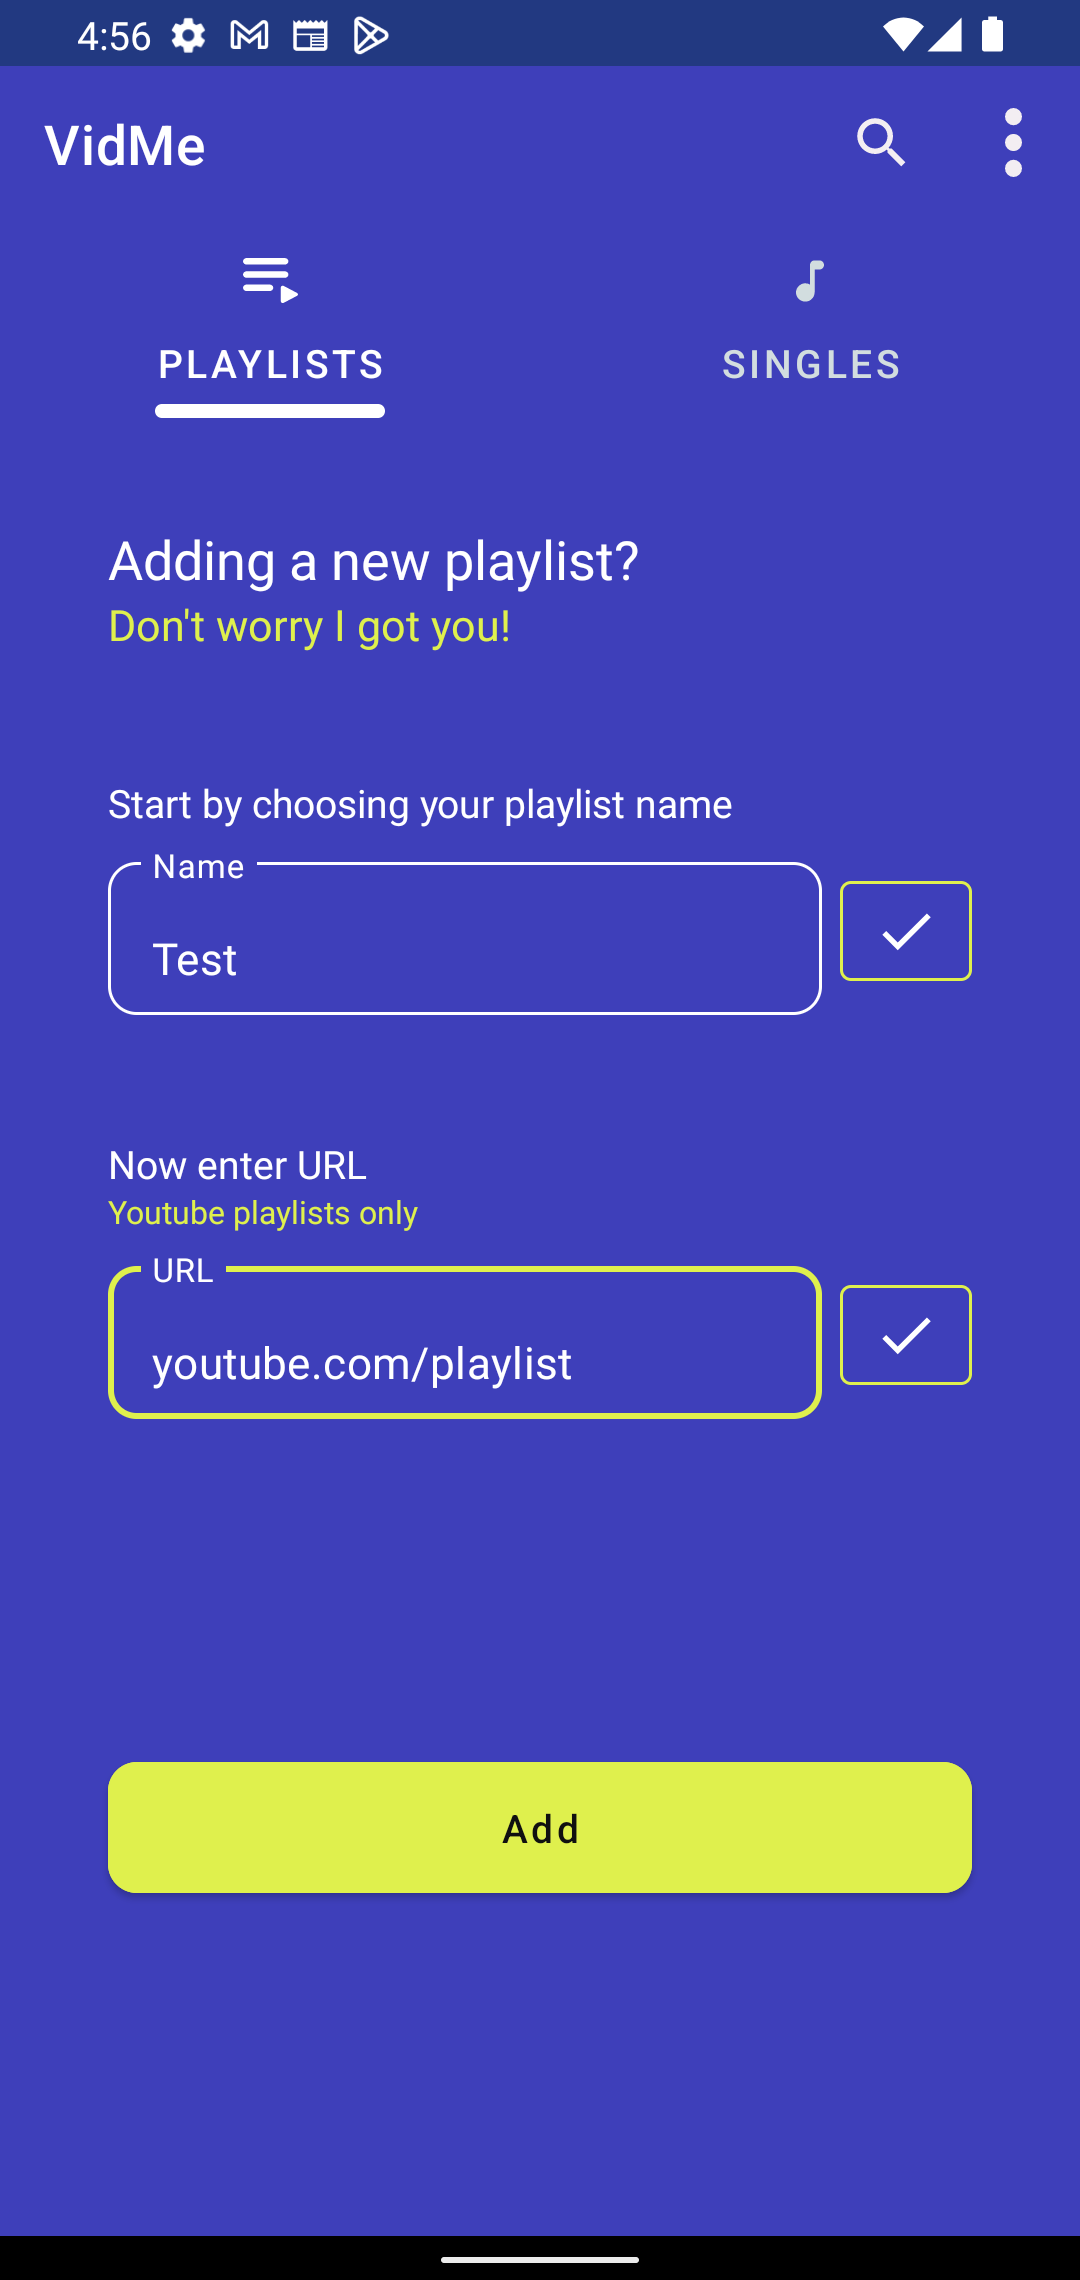 4:56
VidMe
PLAYLISTS
SINGLES
Adding a new playlist?
Don't worry I got you!
Start by choosing your playlist name
Name
Test
Now enter URL
Youtube playlists only
URL
youtube.com/playlist
Add